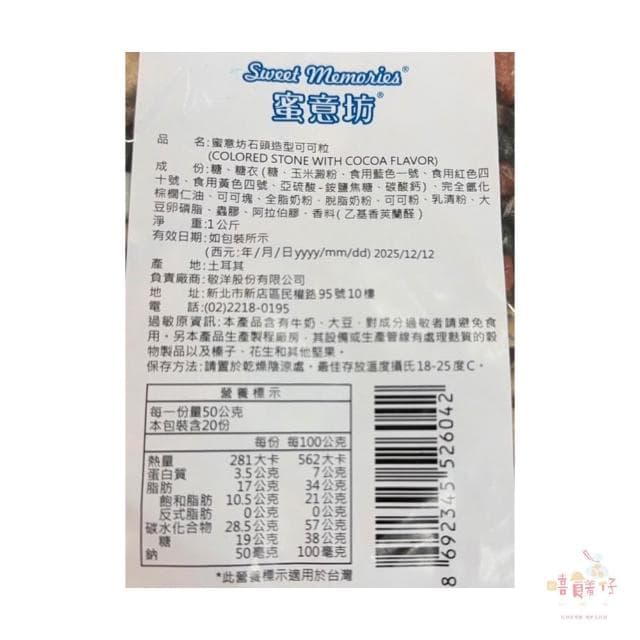 Sweet Memories®
蜜意坊®
品 名:蜜意坊石頭造型可可粒
(COLORED STONE WITH COCOA FLAVOR)
成 份:糖、糖衣(糖、玉米澱粉、食用藍色一號、食用紅色四
十號、食用黃色四號、亞硫酸-銨鹽焦糖、碳酸鈣)、完全氫化
棕櫚仁油、可可塊、全脂奶粉、脫脂奶粉、可可粉、乳清粉、大
豆卵磷脂、蟲膠、阿拉伯膠、香料(乙基香莢蘭醛)
淨 重:1公斤
有效日期:如包裝所示
(西元:年/月/日yyyy/mm/dd) 2025/12/12
產 地:土耳其
負責廠商:敬洋股份有限公司
地 址:新北市新店區民權路95號10樓
電 話:(02)2218-0195
過敏原資訊:本產品含有牛奶、大豆，對成分過敏者請避免食
用。另本產品生產製程廠房，其設備或生產管線有處理麩質的穀
物製品以及榛子、花生和其他堅果。
保存方法:請置於乾燥陰涼處。最佳存放溫度攝氏18-25度C。
營養標示
每一份量50公克
本包裝含20份
每份 每100公克
熱量 281大卡 562大卡
蛋白質 3.5公克 7公克
脂肪 17公克 34公克
飽和脂肪 10.5公克 21公克
反式脂肪 0公克 0公克
碳水化合物 28.5公克 57公克
糖 19公克 38公克
鈉 50毫克 100毫克
*此營養標示適用於台灣
8 692345 526042